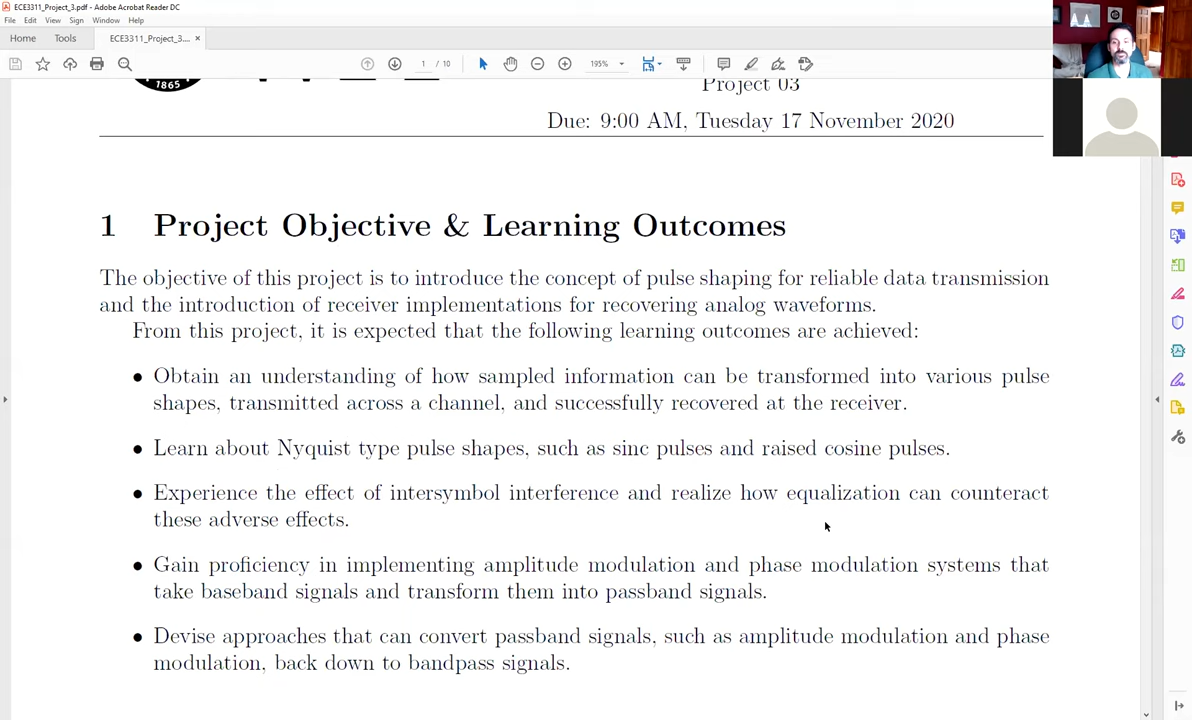 ECE3311_Project_3.pdf - Adobe Acrobat Reader DC
File Edit View Sign Window Help
Home Tools ECE3311_Project_3.... ×
1 / 10 195%
1865
Project 03
Due: 9:00 AM, Tuesday 17 November 2020
1 Project Objective & Learning Outcomes
The objective of this project is to introduce the concept of pulse shaping for reliable data transmission
and the introduction of receiver implementations for recovering analog waveforms.
From this project, it is expected that the following learning outcomes are achieved:
• Obtain an understanding of how sampled information can be transformed into various pulse
shapes, transmitted across a channel, and successfully recovered at the receiver.
• Learn about Nyquist type pulse shapes, such as sinc pulses and raised cosine pulses.
• Experience the effect of intersymbol interference and realize how equalization can counteract
these adverse effects.
• Gain proficiency in implementing amplitude modulation and phase modulation systems that
take baseband signals and transform them into passband signals.
• Devise approaches that can convert passband signals, such as amplitude modulation and phase
modulation, back down to bandpass signals.